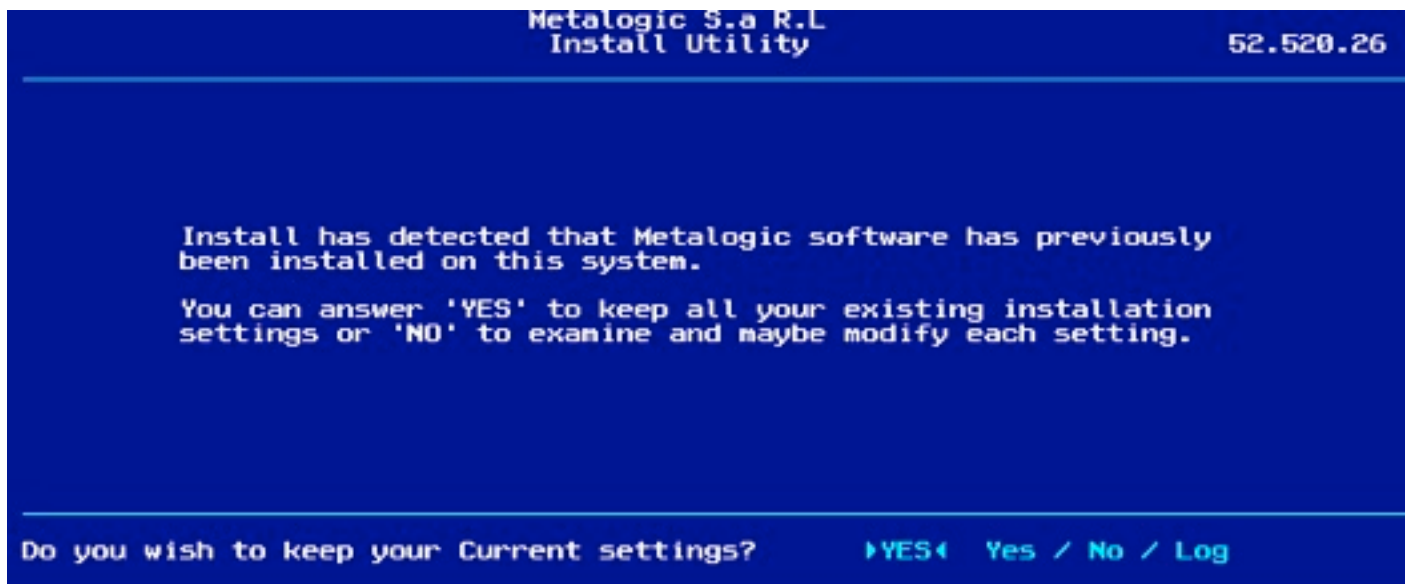 Metalogic S.a R.L
Install Utility
52.520.26
Install has detected that Metalogic software has previously
been installed on this system.
You can answer 'YES' to keep all your existing installation
settings or 'NO' to examine and maybe modify each setting.
Do you wish to keep your Current settings? ▶YES◀ Yes / No / Log